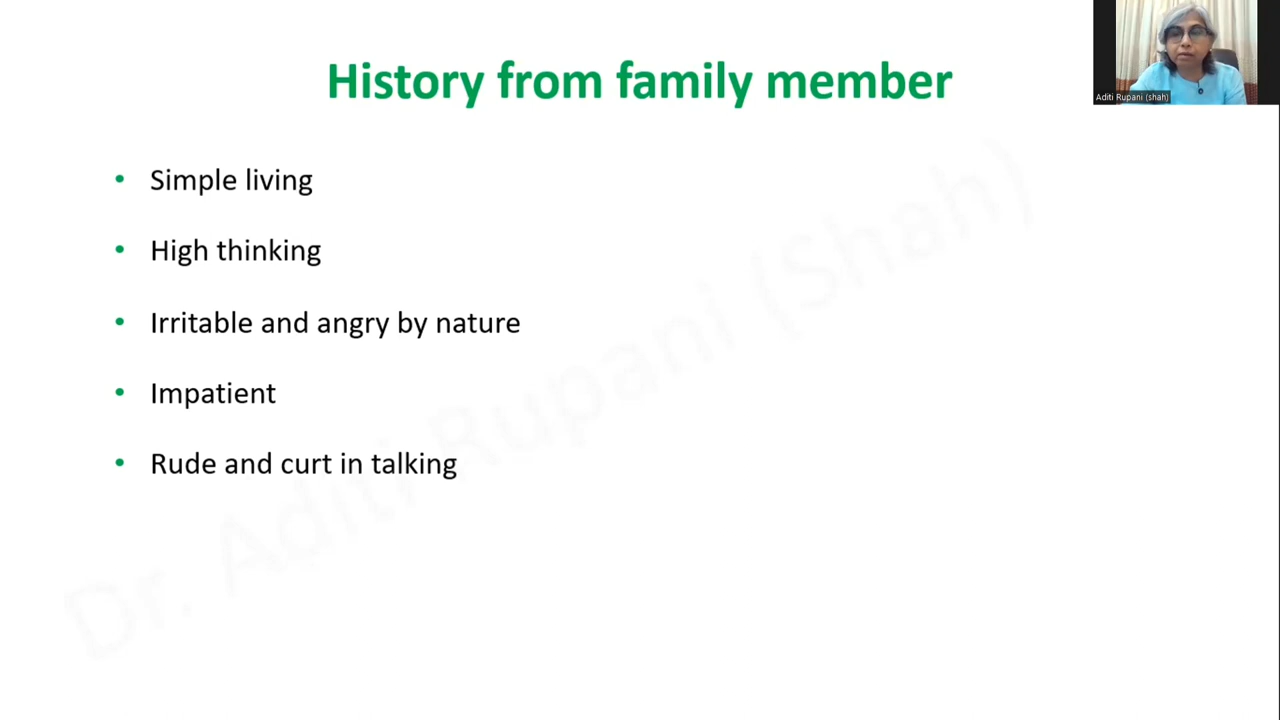 History from family member
Aditi Rupani (shah)
• Simple living
• High thinking
• Irritable and angry by nature
• Impatient
• Rude and curt in talking
Dr. Aditi Rupani (Shah)